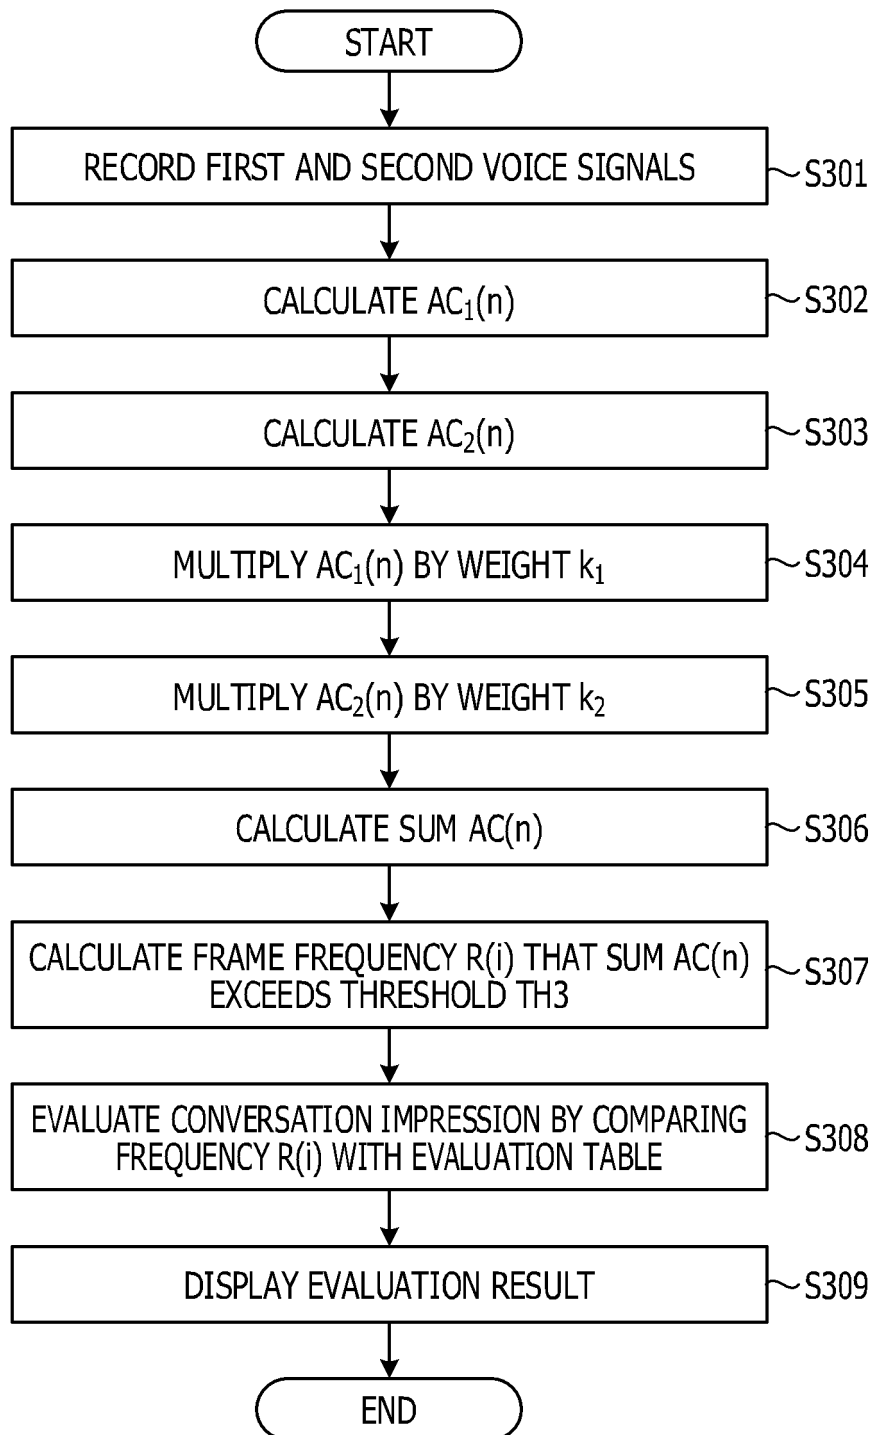 START
RECORD FIRST AND SECOND VOICE SIGNALS
S301
CALCULATE AC₁(n)
S302
CALCULATE AC₂(n)
S303
MULTIPLY AC₁(n) BY WEIGHT k₁
S304
MULTIPLY AC₂(n) BY WEIGHT k₂
S305
CALCULATE SUM AC(n)
S306
CALCULATE FRAME FREQUENCY R(i) THAT SUM AC(n)
EXCEEDS THRESHOLD TH3
S307
EVALUATE CONVERSATION IMPRESSION BY COMPARING
FREQUENCY R(i) WITH EVALUATION TABLE
S308
DISPLAY EVALUATION RESULT
S309
END